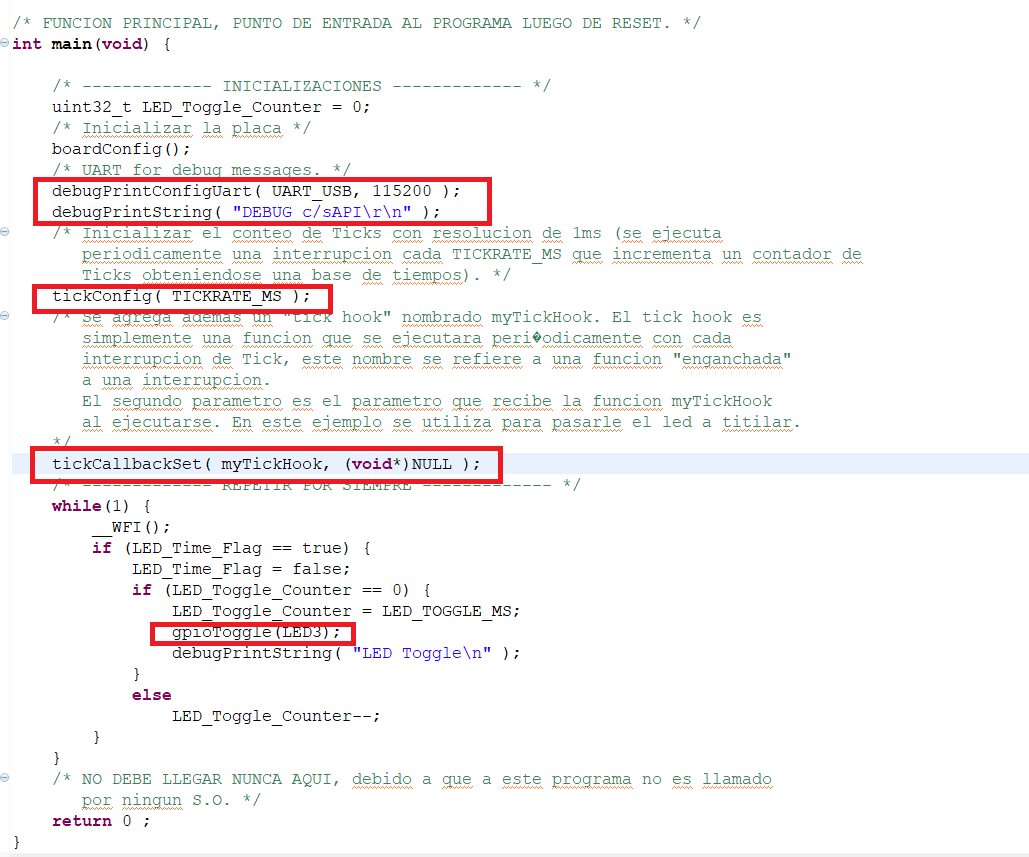 /* FUNCION PRINCIPAL, PUNTO DE ENTRADA AL PROGRAMA LUEGO DE RESET. */
int main(void) {
/* ------------- INICIALIZACIONES ------------- */
uint32_t LED_Toggle_Counter = 0;
/* Inicializar la placa */
boardConfig();
/* UART for debug messages. */
debugPrintConfigUart( UART_USB, 115200 );
debugPrintString( "DEBUG c/sAPI\r\n" );
/* Inicializar el conteo de Ticks con resolucion de 1ms (se ejecuta
periodicamente una interrupcion cada TICKRATE_MS que incrementa un contador de
Ticks obteniendose una base de tiempos). */
tickConfig( TICKRATE_MS );
/* Se agrega ademas un "tick hook" nombrado myTickHook. El tick hook es
simplemente una funcion que se ejecutara peri�odicamente con cada
interrupcion de Tick, este nombre se refiere a una funcion "enganchada"
a una interrupcion.
El segundo parametro es el parametro que recibe la funcion myTickHook
al ejecutarse. En este ejemplo se utiliza para pasarle el led a titilar.
*/
tickCallbackSet( myTickHook, (void*)NULL );
/* ------------- REPETIR POR SIEMPRE ------------- */
while(1) {
__WFI();
if (LED_Time_Flag == true) {
LED_Time_Flag = false;
if (LED_Toggle_Counter == 0) {
LED_Toggle_Counter = LED_TOGGLE_MS;
gpioToggle(LED3);
debugPrintString( "LED Toggle\n" );
}
else
LED_Toggle_Counter--;
}
}
/* NO DEBE LLEGAR NUNCA AQUI, debido a que a este programa no es llamado
por ningun S.O. */
return 0 ;
}